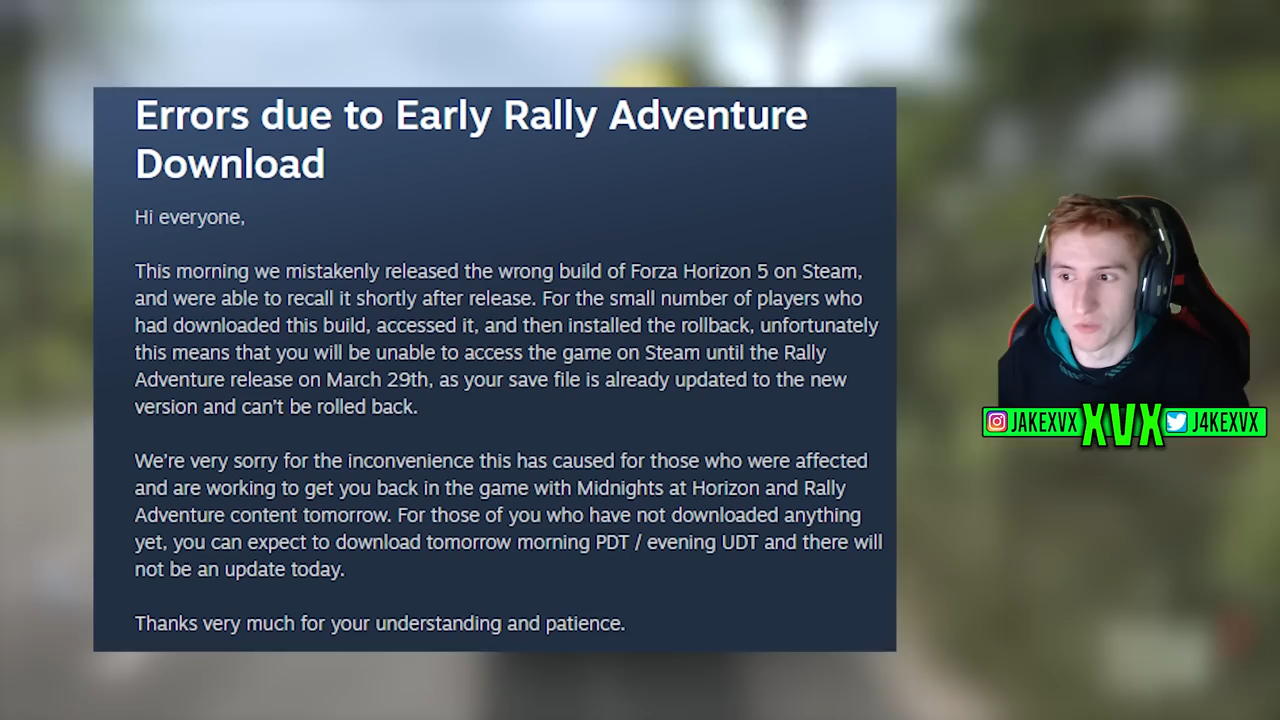 Errors due to Early Rally Adventure
Download
Hi everyone,
This morning we mistakenly released the wrong build of Forza Horizon 5 on Steam,
and were able to recall it shortly after release. For the small number of players who
had downloaded this build, accessed it, and then installed the rollback, unfortunately
this means that you will be unable to access the game on Steam until the Rally
Adventure release on March 29th, as your save file is already updated to the new
version and can’t be rolled back.
We’re very sorry for the inconvenience this has caused for those who were affected
and are working to get you back in the game with Midnights at Horizon and Rally
Adventure content tomorrow. For those of you who have not downloaded anything
yet, you can expect to download tomorrow morning PDT / evening UDT and there will
not be an update today.
Thanks very much for your understanding and patience.
JAKEXVX XVX J4KEXVX